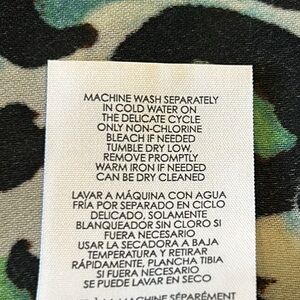 MACHINE WASH SEPARATELY
IN COLD WATER ON
THE DELICATE CYCLE
ONLY NON-CHLORINE
BLEACH IF NEEDED
TUMBLE DRY LOW,
REMOVE PROMPTLY
WARM IRON IF NEEDED
CAN BE DRY CLEANED
LAVAR A MÁQUINA CON AGUA
FRÍA POR SEPARADO EN CICLO
DELICADO, SOLAMENTE
BLANQUEADOR SIN CLORO SI
FUERA NECESARIO
USAR LA SECADORA A BAJA
TEMPERATURA Y RETIRAR
RÁPIDAMENTE, PLANCHA TIBIA
SI FUERA NECESARIO
SE PUEDE LAVAR EN SECO
MACHINE SÉPARÉMENT